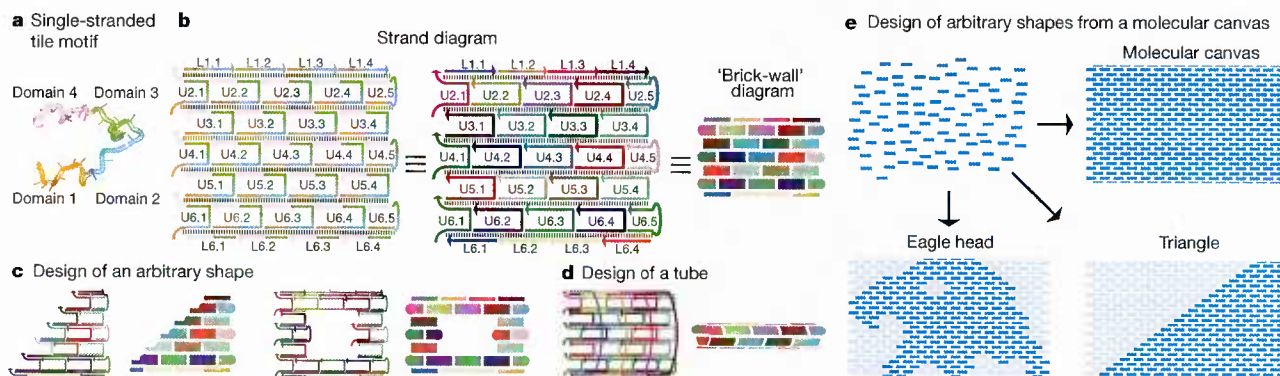 a Single-stranded
tile motif
Domain 4 Domain 3
Domain 1 Domain 2
b
Strand diagram
L1.1 L1.2 L1.3 L1.4
U2.1 U2.2 U2.3 U2.4 U2.5
U3.1 U3.2 U3.3 U3.4
U4.1 U4.2 U4.3 U4.4 U4.5
U5.1 U5.2 U5.3 U5.4
U6.1 U6.2 U6.3 U6.4 U6.5
L6.1 L6.2 L6.3 L6.4
≡
L1.1 L1.2 L1.3 L1.4
U2.1 U2.2 U2.3 U2.4 U2.5
U3.1 U3.2 U3.3 U3.4
U4.1 U4.2 U4.3 U4.4 U4.5
U5.1 U5.2 U5.3 U5.4
U6.1 U6.2 U6.3 U6.4 U6.5
L6.1 L6.2 L6.3 L6.4
≡
'Brick-wall'
diagram
c Design of an arbitrary shape
d Design of a tube
e Design of arbitrary shapes from a molecular canvas
Molecular canvas
Eagle head
Triangle